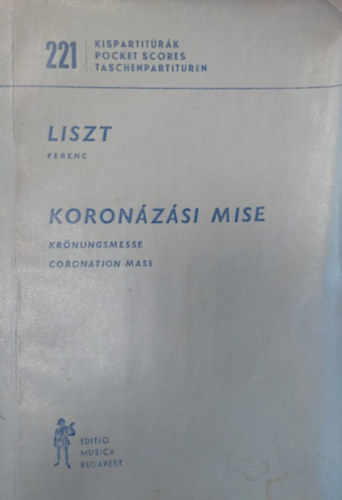 221
KISPARTITÚRÁK
POCKET SCORES
TASCHENPARTITUREN
LISZT
FERENC
KORONÁZÁSI MISE
KRÖNUNGSMESSE
CORONATION MASS
EDITIO
MUSICA
BUDAPEST